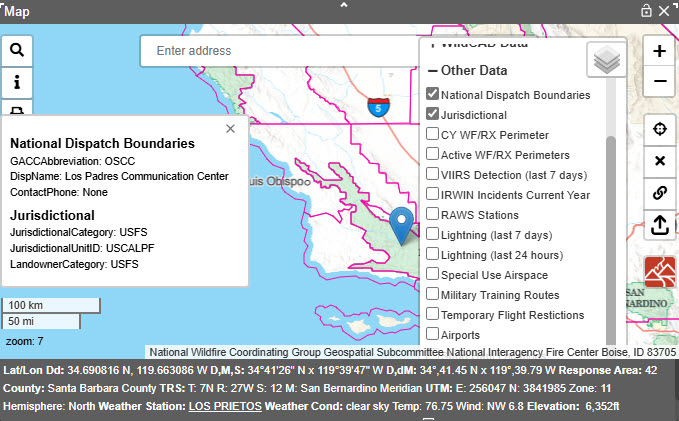 Map
Enter address
WildCAD Data
Other Data
National Dispatch Boundaries
Jurisdictional
CY WF/RX Perimeter
Active WF/RX Perimeters
VIIRS Detection (last 7 days)
IRWIN Incidents Current Year
RAWS Stations
Lightning (last 7 days)
Lightning (last 24 hours)
Special Use Airspace
Military Training Routes
Temporary Flight Restictions
Airports
5
National Dispatch Boundaries
GACCAbbreviation: OSCC
DispName: Los Padres Communication Center
ContactPhone: None
Jurisdictional
JurisdictionalCategory: USFS
JurisdictionalUnitID: USCALPF
LandownerCategory: USFS
uis Obispo
SAN
RNARDINO
100 km
50 mi
zoom: 7
National Wildfire Coordinating Group Geospatial Subcommittee National Interagency Fire Center Boise, ID 83705
Lat/Lon Dd: 34.690816 N, 119.663086 W D,M,S: 34°41'26" N x 119°39'47" W D,dM: 34°,41.45 N x 119°,39.79 W Response Area: 42
County: Santa Barbara County TRS: T: 7N R: 27W S: 12 M: San Bernardino Meridian UTM: E: 256047 N: 3841985 Zone: 11
Hemisphere: North Weather Station: LOS PRIETOS Weather Cond: clear sky Temp: 76.75 Wind: NW 6.8 Elevation: 6,352ft